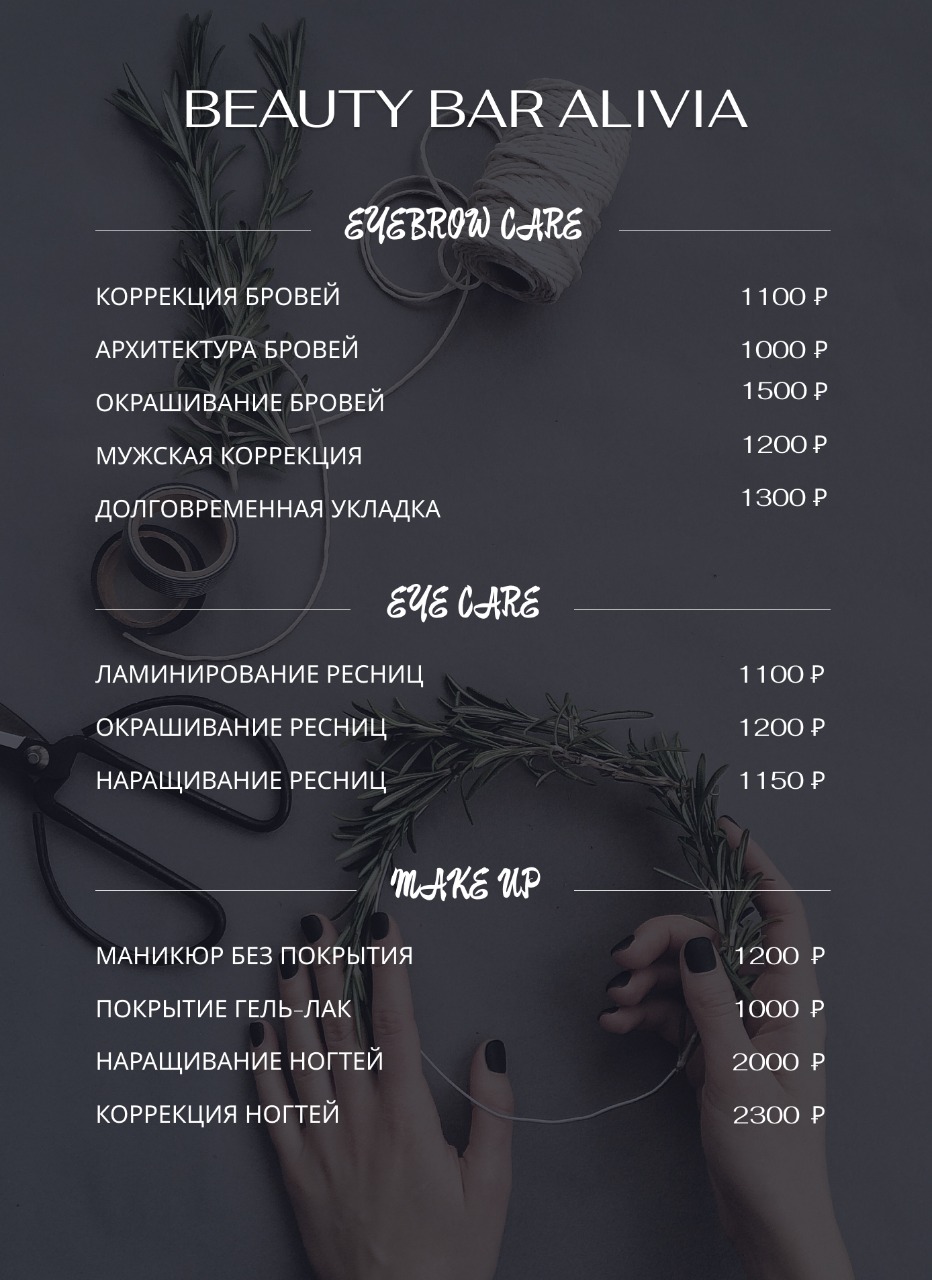 BEAUTY BAR ALIVIA
EYEBROW CARE
КОРРЕКЦИЯ БРОВЕЙ 1100 ₽
АРХИТЕКТУРА БРОВЕЙ 1000 ₽
ОКРАШИВАНИЕ БРОВЕЙ 1500 ₽
МУЖСКАЯ КОРРЕКЦИЯ 1200 ₽
ДОЛГОВРЕМЕННАЯ УКЛАДКА 1300 ₽
EYE CARE
ЛАМИНИРОВАНИЕ РЕСНИЦ 1100 ₽
ОКРАШИВАНИЕ РЕСНИЦ 1200 ₽
НАРАЩИВАНИЕ РЕСНИЦ 1150 ₽
MAKE UP
МАНИКЮР БЕЗ ПОКРЫТИЯ 1200 ₽
ПОКРЫТИЕ ГЕЛЬ-ЛАК 1000 ₽
НАРАЩИВАНИЕ НОГТЕЙ 2000 ₽
КОРРЕКЦИЯ НОГТЕЙ 2300 ₽